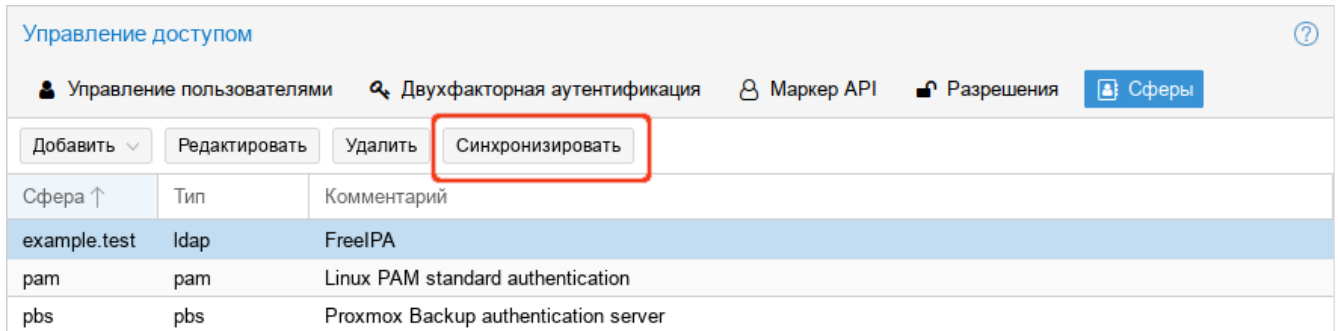 Управление доступом ?
Управление пользователями Двухфакторная аутентификация Маркер API Разрешения Сферы
Добавить Редактировать Удалить Синхронизировать
Сфера ↑ Тип Комментарий
example.test ldap FreeIPA
pam pam Linux PAM standard authentication
pbs pbs Proxmox Backup authentication server